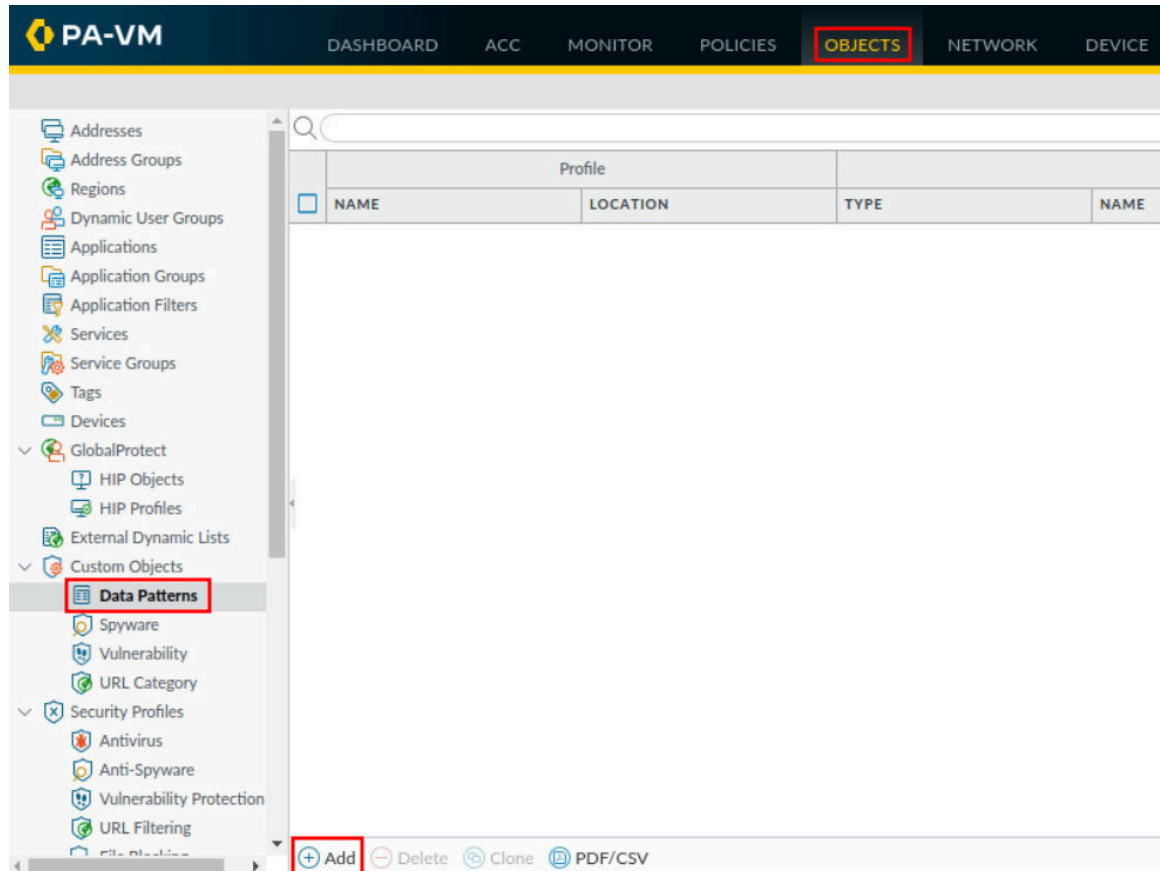 PA-VM
DASHBOARD ACC MONITOR POLICIES OBJECTS NETWORK DEVICE
Addresses
Address Groups
Regions
Dynamic User Groups
Applications
Application Groups
Application Filters
Services
Service Groups
Tags
Devices
GlobalProtect
HIP Objects
HIP Profiles
External Dynamic Lists
Custom Objects
Data Patterns
Spyware
Vulnerability
URL Category
Security Profiles
Antivirus
Anti-Spyware
Vulnerability Protection
URL Filtering
Profile
NAME LOCATION TYPE NAME
Add Delete Clone PDF/CSV